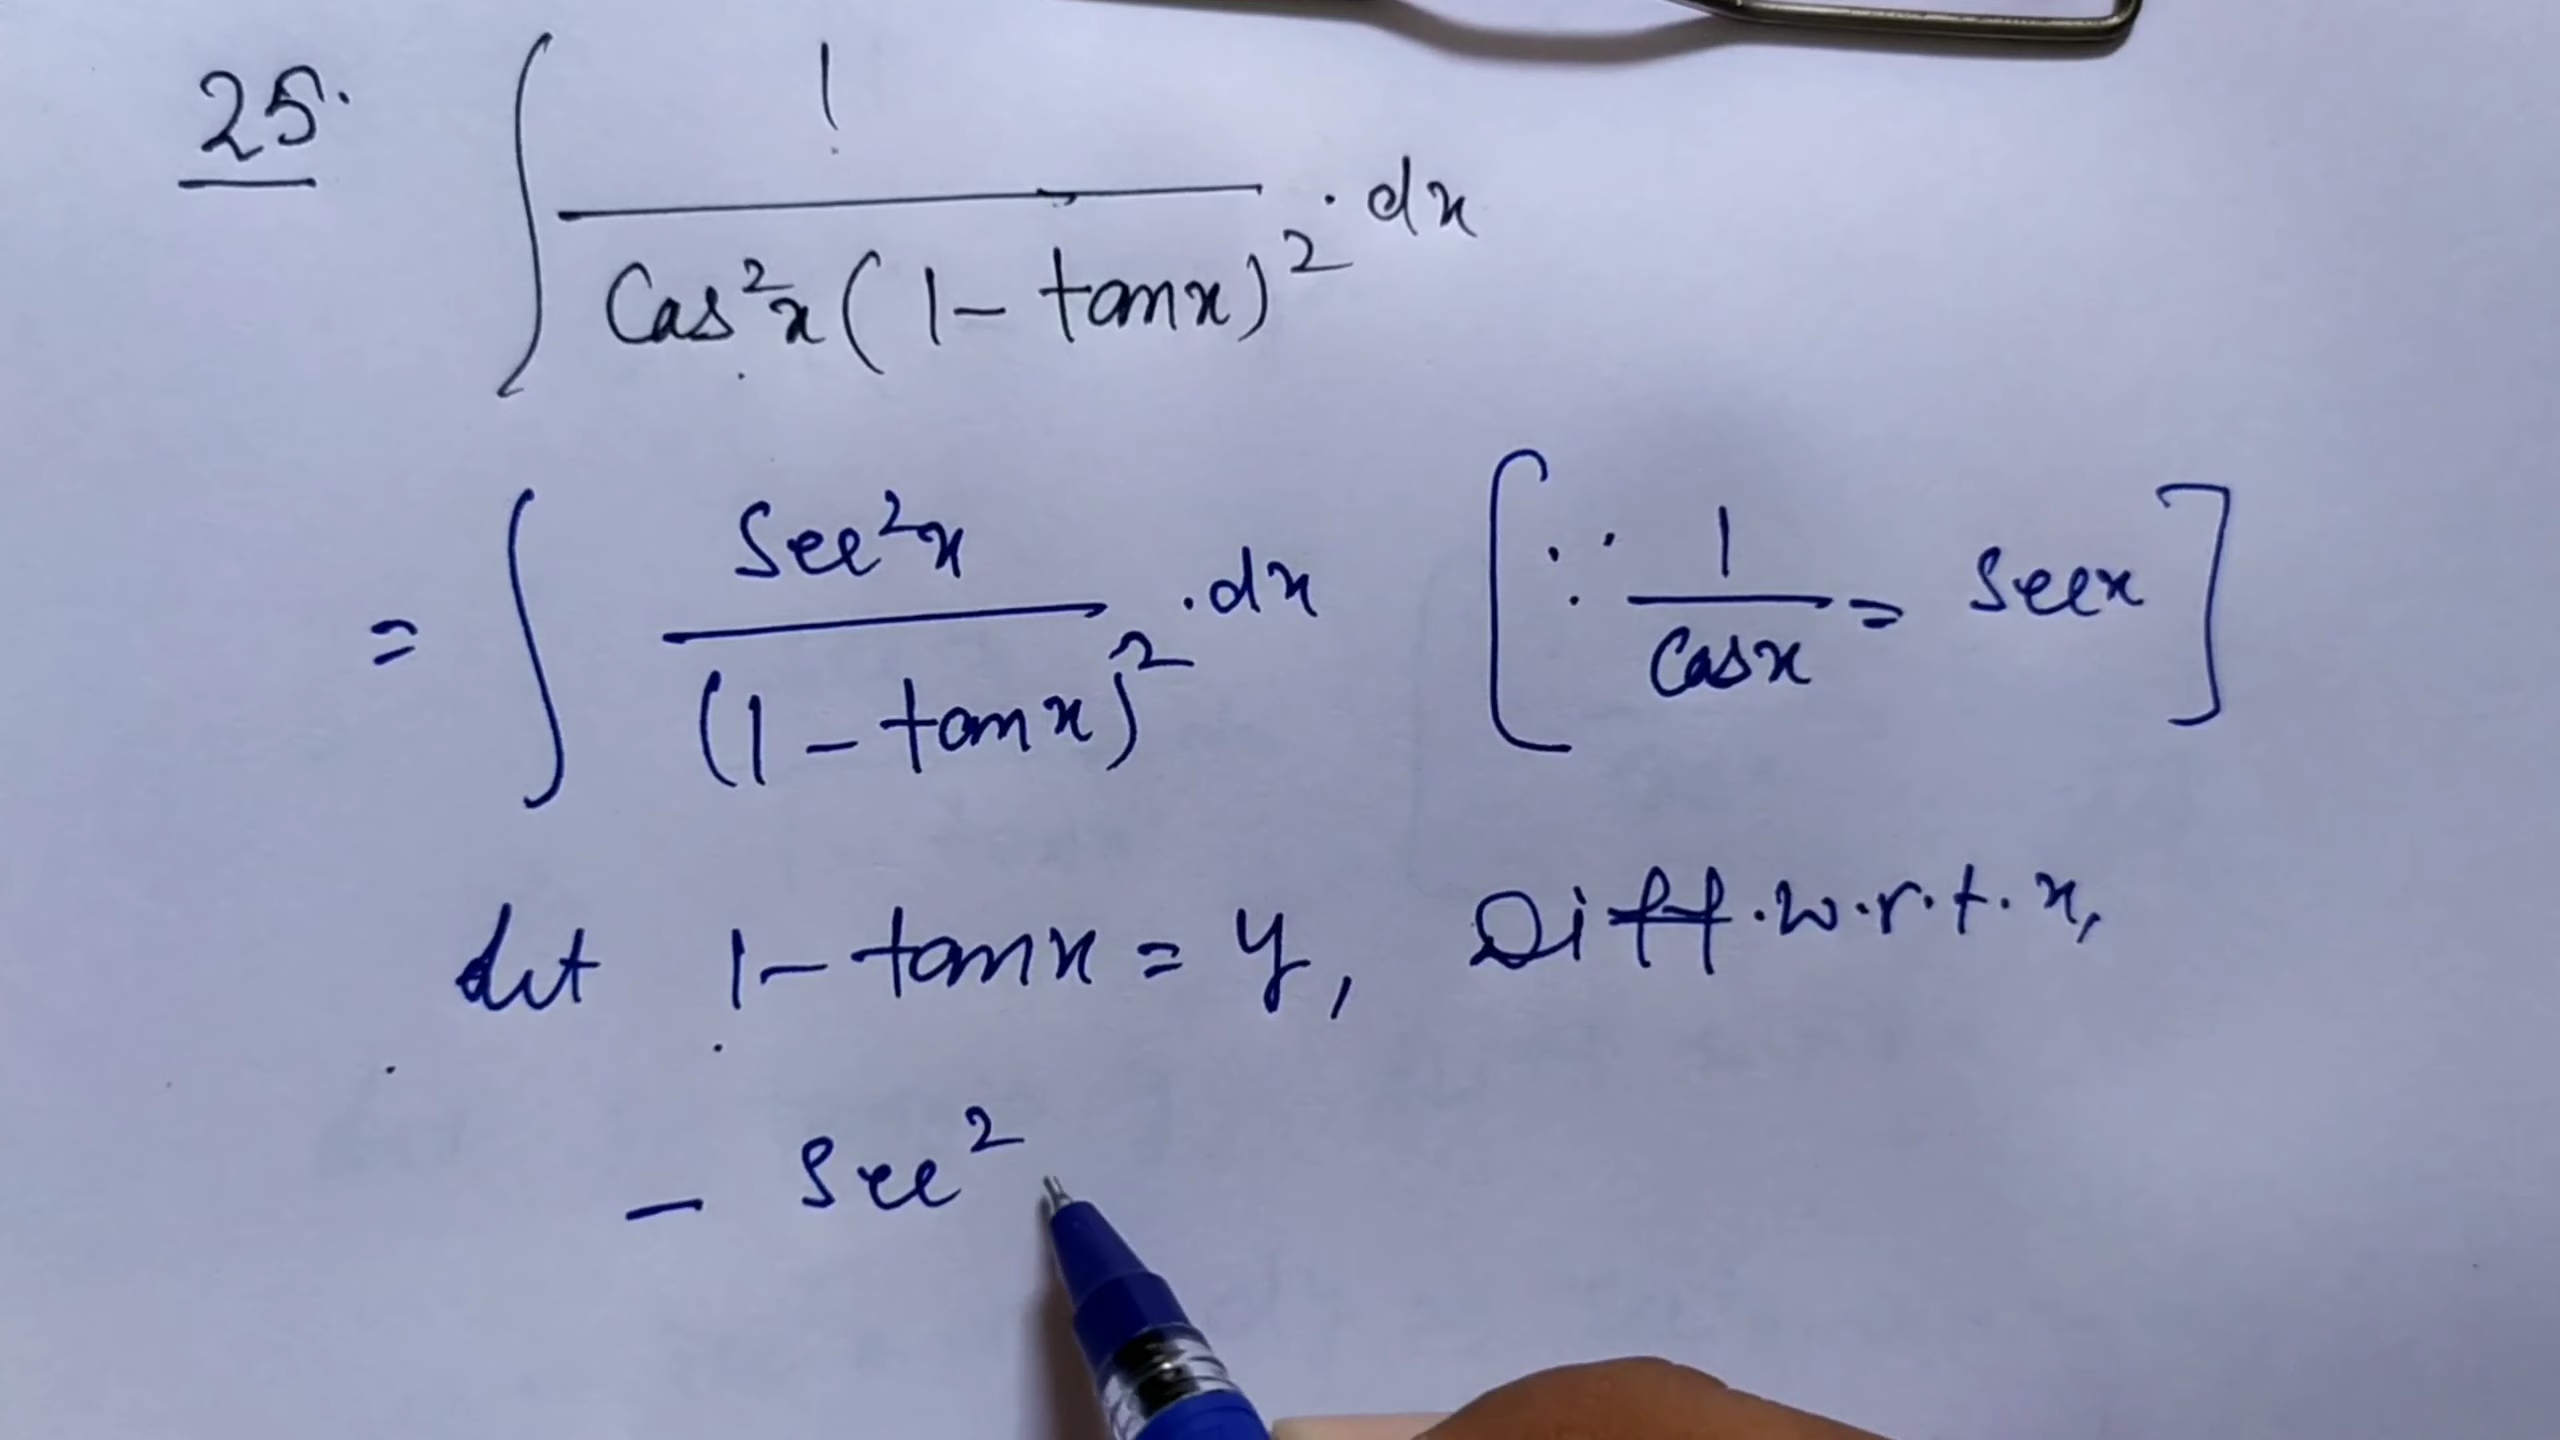 25. ∫ 1 / Cos²x (1 - tanx)² . dx
= ∫ Sec²x / (1 - tanx)² . dx [∵ 1 / Cosx = Secx]
Let 1 - tanx = y, Diff. w.r.t. x,
- Sec²